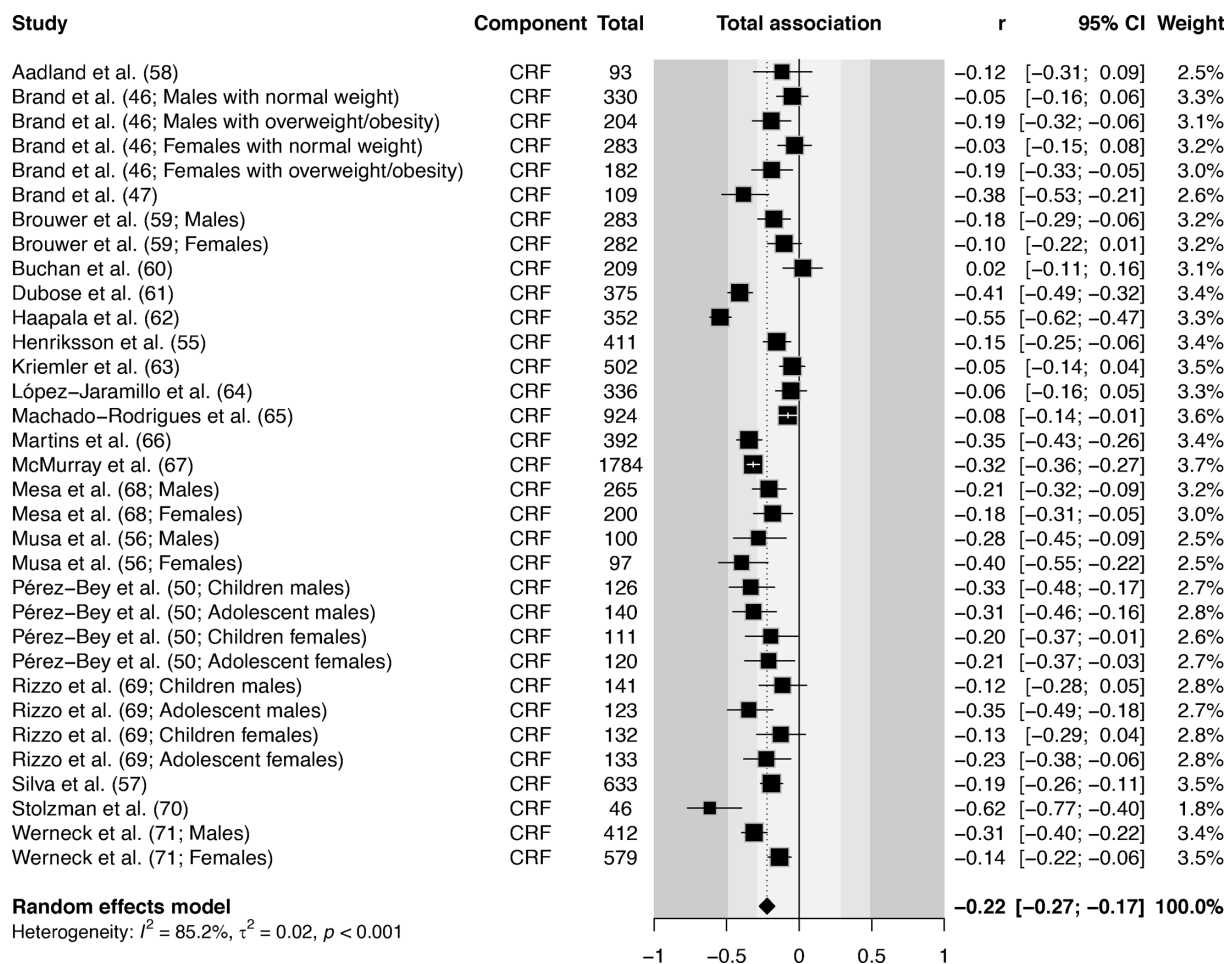 Study Component Total Total association r 95% CI Weight
Aadland et al. (58) CRF 93 −0.12 [−0.31; 0.09] 2.5%
Brand et al. (46; Males with normal weight) CRF 330 −0.05 [−0.16; 0.06] 3.3%
Brand et al. (46; Males with overweight/obesity) CRF 204 −0.19 [−0.32; −0.06] 3.1%
Brand et al. (46; Females with normal weight) CRF 283 −0.03 [−0.15; 0.08] 3.2%
Brand et al. (46; Females with overweight/obesity) CRF 182 −0.19 [−0.33; −0.05] 3.0%
Brand et al. (47) CRF 109 −0.38 [−0.53; −0.21] 2.6%
Brouwer et al. (59; Males) CRF 283 −0.18 [−0.29; −0.06] 3.2%
Brouwer et al. (59; Females) CRF 282 −0.10 [−0.22; 0.01] 3.2%
Buchan et al. (60) CRF 209 0.02 [−0.11; 0.16] 3.1%
Dubose et al. (61) CRF 375 −0.41 [−0.49; −0.32] 3.4%
Haapala et al. (62) CRF 352 −0.55 [−0.62; −0.47] 3.3%
Henriksson et al. (55) CRF 411 −0.15 [−0.25; −0.06] 3.4%
Kriemler et al. (63) CRF 502 −0.05 [−0.14; 0.04] 3.5%
López−Jaramillo et al. (64) CRF 336 −0.06 [−0.16; 0.05] 3.3%
Machado−Rodrigues et al. (65) CRF 924 −0.08 [−0.14; −0.01] 3.6%
Martins et al. (66) CRF 392 −0.35 [−0.43; −0.26] 3.4%
McMurray et al. (67) CRF 1784 −0.32 [−0.36; −0.27] 3.7%
Mesa et al. (68; Males) CRF 265 −0.21 [−0.32; −0.09] 3.2%
Mesa et al. (68; Females) CRF 200 −0.18 [−0.31; −0.05] 3.0%
Musa et al. (56; Males) CRF 100 −0.28 [−0.45; −0.09] 2.5%
Musa et al. (56; Females) CRF 97 −0.40 [−0.55; −0.22] 2.5%
Pérez−Bey et al. (50; Children males) CRF 126 −0.33 [−0.48; −0.17] 2.7%
Pérez−Bey et al. (50; Adolescent males) CRF 140 −0.31 [−0.46; −0.16] 2.8%
Pérez−Bey et al. (50; Children females) CRF 111 −0.20 [−0.37; −0.01] 2.6%
Pérez−Bey et al. (50; Adolescent females) CRF 120 −0.21 [−0.37; −0.03] 2.7%
Rizzo et al. (69; Children males) CRF 141 −0.12 [−0.28; 0.05] 2.8%
Rizzo et al. (69; Adolescent males) CRF 123 −0.35 [−0.49; −0.18] 2.7%
Rizzo et al. (69; Children females) CRF 132 −0.13 [−0.29; 0.04] 2.8%
Rizzo et al. (69; Adolescent females) CRF 133 −0.23 [−0.38; −0.06] 2.8%
Silva et al. (57) CRF 633 −0.19 [−0.26; −0.11] 3.5%
Stolzman et al. (70) CRF 46 −0.62 [−0.77; −0.40] 1.8%
Werneck et al. (71; Males) CRF 412 −0.31 [−0.40; −0.22] 3.4%
Werneck et al. (71; Females) CRF 579 −0.14 [−0.22; −0.06] 3.5%
Random effects model −0.22 [−0.27; −0.17] 100.0%
Heterogeneity: I² = 85.2%, τ² = 0.02, p < 0.001
−1 −0.5 0 0.5 1